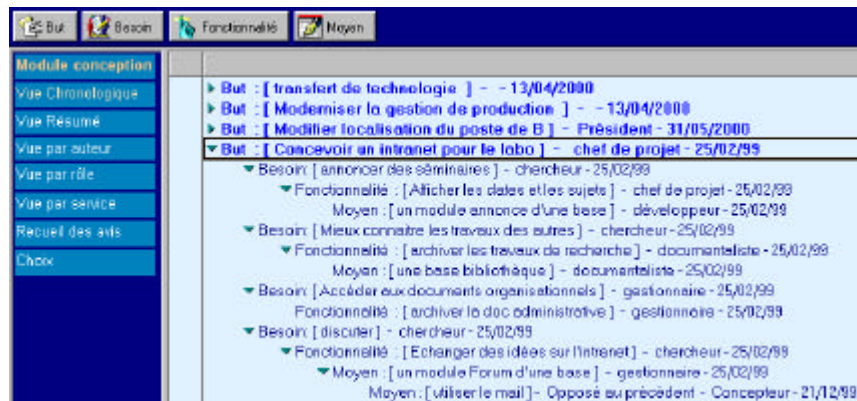 But Besoin Fonctionnalité Moyen
Module conception
Vue Chronologique
Vue Résumé
Vue par auteur
Vue par rôle
Vue par service
Recueil des avis
Choix
But : [ transfert de technologie ] - - 13/04/2000
But : [ Moderniser la gestion de production ] - - 13/04/2000
But : [ Modifier localisation du poste de B ] - Président - 31/05/2000
But : [ Concevoir un intranet pour le labo ] - chef de projet - 25/02/99
Besoin: [ annoncer des séminaires ] - chercheur - 25/02/99
Fonctionnalité : [ Afficher les dates et les sujets ] - chef de projet - 25/02/99
Moyen : [ un module annonce d'une base ] - développeur - 25/02/99
Besoin: [ Mieux connaitre les travaux des autres ] - chercheur - 25/02/99
Fonctionnalité : [ archiver les travaux de recherche ] - documentaliste - 25/02/99
Moyen : [ une base bibliothèque ] - documentaliste - 25/02/99
Besoin: [ Accéder aux documents organisationnels ] - gestionnaire - 25/02/99
Fonctionnalité : [ archiver la doc administrative ] - gestionnaire - 25/02/99
Besoin: [ discuter ] - chercheur - 25/02/99
Fonctionnalité : [ Echanger des idées sur l'Intranet ] - chercheur - 25/02/99
Moyen : [ un module Forum d'une base ] - gestionnaire - 25/02/99
Moyen : [ utiliser le mail ] - Opposé au précédent - Concepteur - 21/12/99